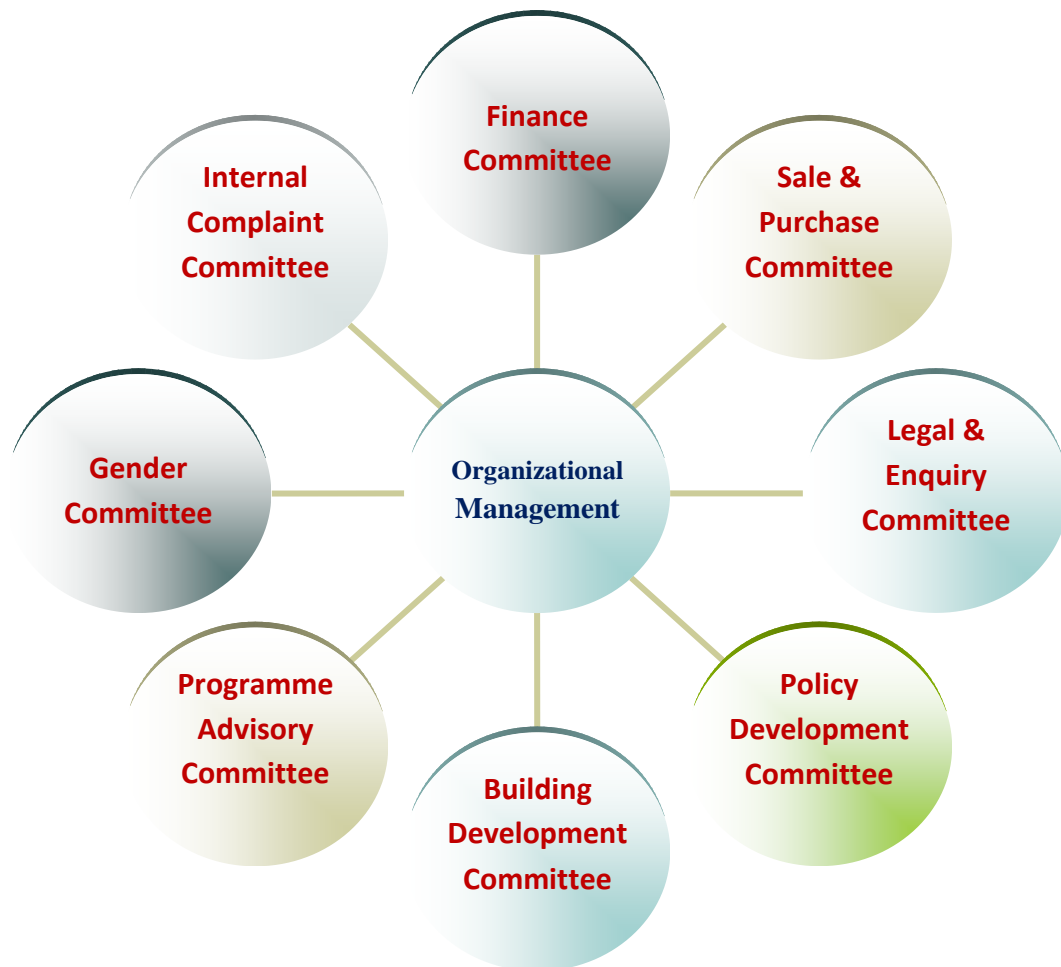 Finance
Committee
Sale &
Purchase
Committee
Legal &
Enquiry
Committee
Policy
Development
Committee
Building
Development
Committee
Programme
Advisory
Committee
Gender
Committee
Internal
Complaint
Committee
Organizational
Management